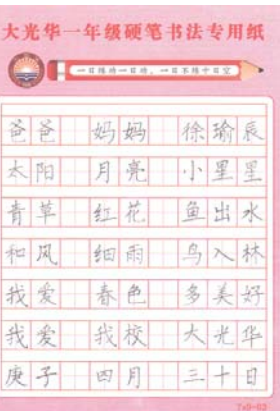 大光华一年级硬笔书法专用纸
一日练功一日功，一日不练十日空
爸爸 妈妈 徐瑜辰
太阳 月亮 小星星
青草 红花 鱼出水
和风 细雨 鸟入林
我爱 春色 多美好
我爱 我校 大光华
庚子 四月 三十日